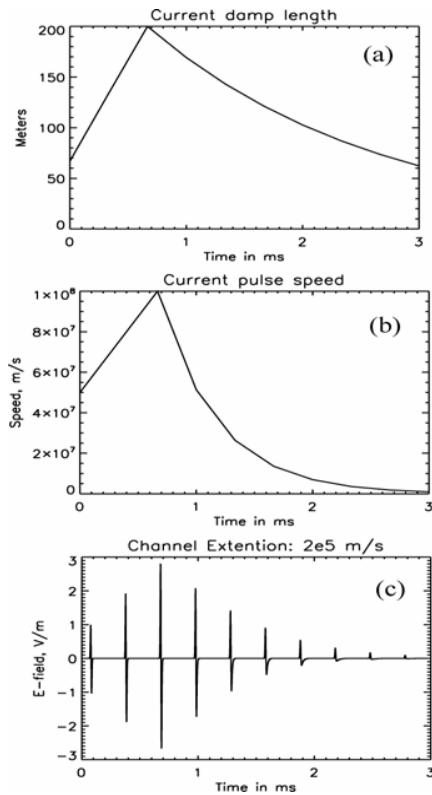 Current damp length
(a)
200
150
100
50
0
Meters
0 1 2 3
Time in ms
Current pulse speed
(b)
1×10⁸
8×10⁷
6×10⁷
4×10⁷
2×10⁷
0
Speed, m/s
0 1 2 3
Time in ms
Channel Extention: 2e5 m/s
(c)
3
2
1
0
−1
−2
−3
E-field, V/m
0 1 2 3
Time in ms